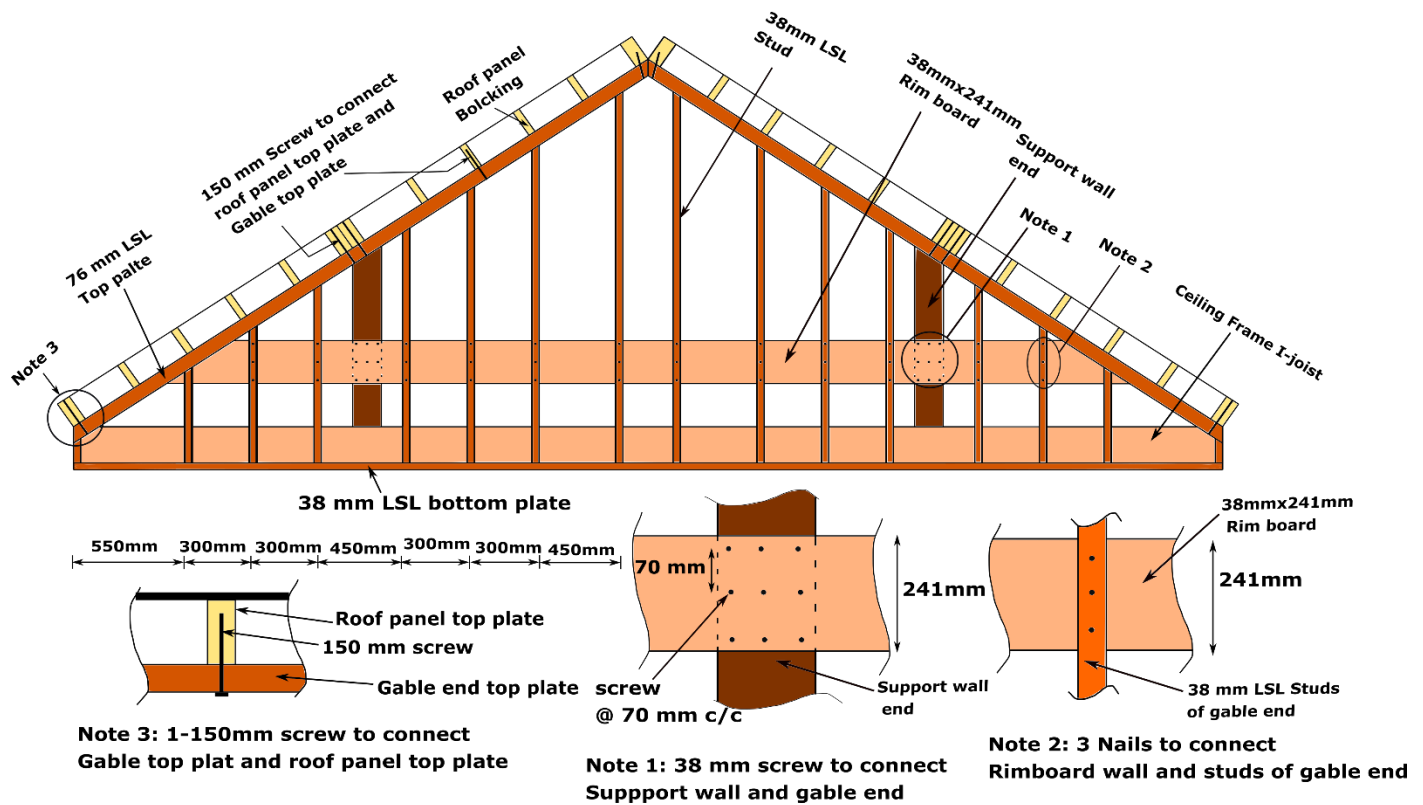 38mm LSL
Stud
Roof panel
Bolcking
150 mm Screw to connect
roof panel top plate and
Gable top plate
38mmx241mm
Rim board
Support wall
end
Note 1
Note 2
76 mm LSL
Top palte
Ceiling Frame I-joist
Note 3
38 mm LSL bottom plate
550mm
300mm
300mm
450mm
300mm
300mm
450mm
Roof panel top plate
150 mm screw
Gable end top plate
Note 3: 1-150mm screw to connect
Gable top plat and roof panel top plate
70 mm
241mm
screw
@ 70 mm c/c
Support wall
end
Note 1: 38 mm screw to connect
Suppport wall and gable end
38mmx241mm
Rim board
241mm
38 mm LSL Studs
of gable end
Note 2: 3 Nails to connect
Rimboard wall and studs of gable end